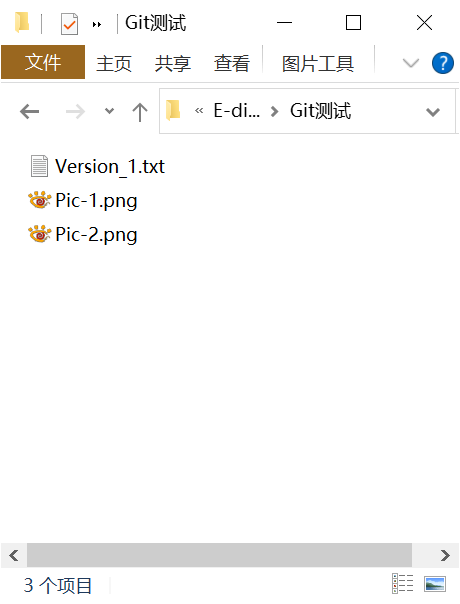 Git测试
文件 主页 共享 查看 图片工具 ?
« E-di... > Git测试
Version_1.txt
Pic-1.png
Pic-2.png
3 个项目